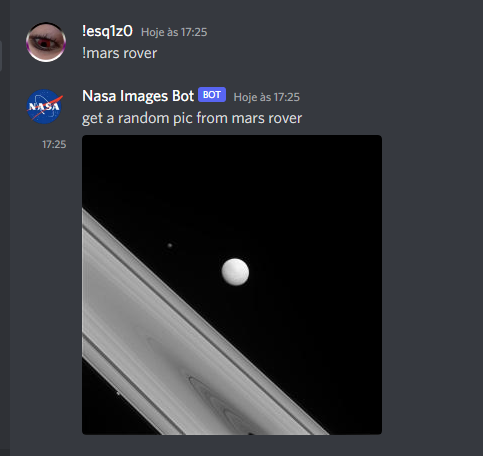 !esq1z0 Hoje às 17:25
!mars rover
NASA
Nasa Images Bot BOT Hoje às 17:25
get a random pic from mars rover
17:25